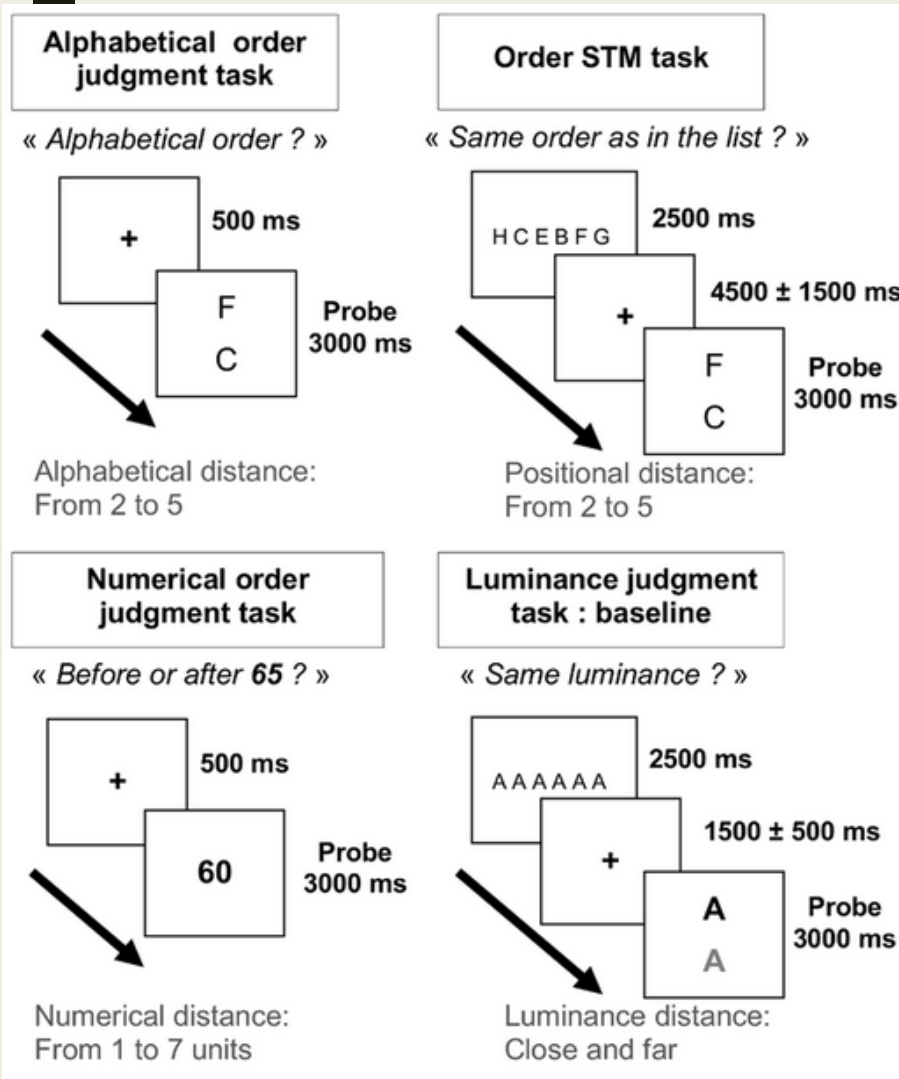 Alphabetical order
judgment task
« Alphabetical order ? »
+
500 ms
F
C
Probe
3000 ms
Alphabetical distance:
From 2 to 5
Order STM task
« Same order as in the list ? »
H C E B F G
2500 ms
+
4500 ± 1500 ms
F
C
Probe
3000 ms
Positional distance:
From 2 to 5
Numerical order
judgment task
« Before or after 65 ? »
+
500 ms
60
Probe
3000 ms
Numerical distance:
From 1 to 7 units
Luminance judgment
task : baseline
« Same luminance ? »
A A A A A A
2500 ms
+
1500 ± 500 ms
A
A
Probe
3000 ms
Luminance distance:
Close and far